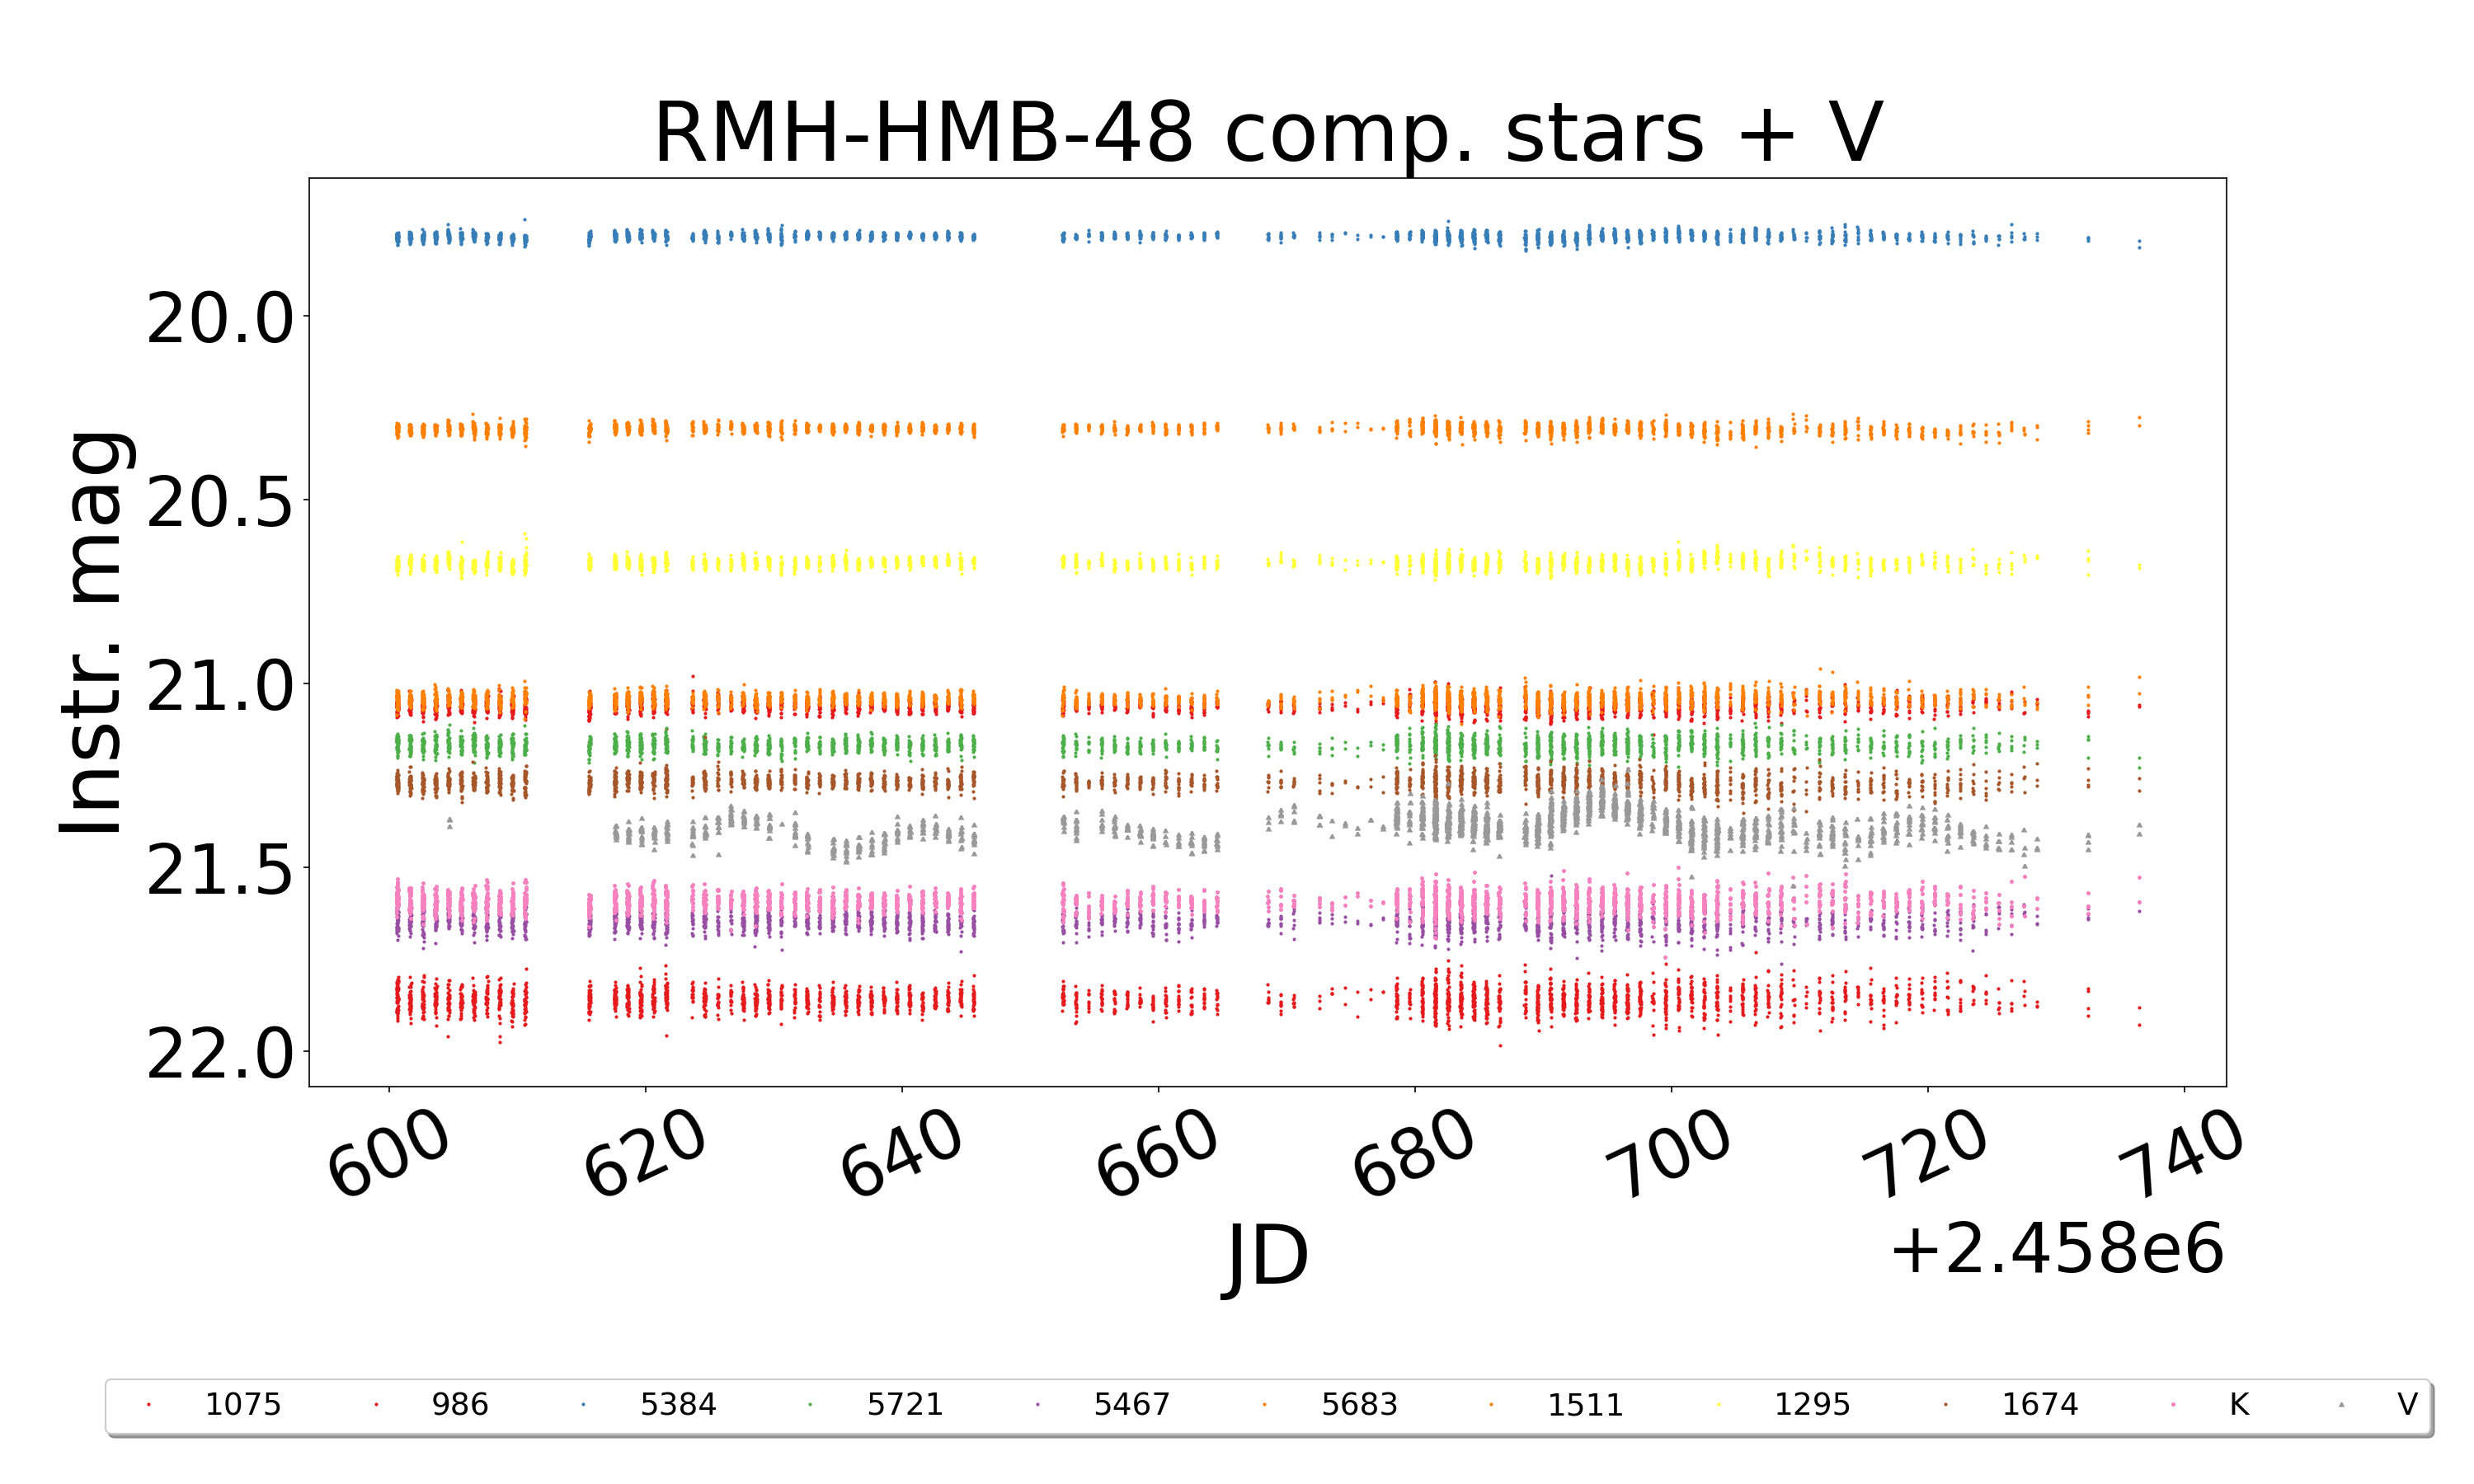 RMH-HMB-48 comp. stars + V
Instr. mag
20.0
20.5
21.0
21.5
22.0
600 620 640 660 680 700 720 740
JD
+2.458e6
1075 986 5384 5721 5467 5683 1511 1295 1674 K V